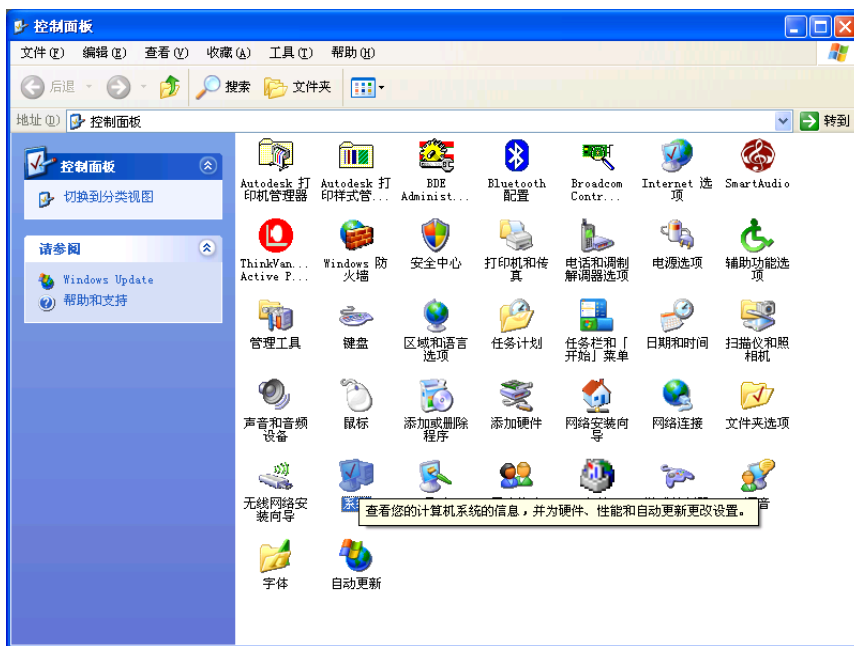 控制面板
文件(F) 编辑(E) 查看(V) 收藏(A) 工具(T) 帮助(H)
后退 搜索 文件夹
地址(D) 控制面板 转到
控制面板
切换到分类视图
请参阅
Windows Update
帮助和支持
Autodesk 打
印机管理器
Autodesk 打
印样式管...
BDE
Administ...
Bluetooth
配置
Broadcom
Contr...
Internet 选
项
SmartAudio
ThinkVan...
Active P...
Windows 防
火墙
安全中心
打印机和传
真
电话和调制
解调器选项
电源选项
辅助功能选
项
管理工具
键盘
区域和语言
选项
任务计划
任务栏和「
开始」菜单
日期和时间
扫描仪和照
相机
声音和音频
设备
鼠标
添加或删除
程序
添加硬件
网络安装向
导
网络连接
文件夹选项
无线网络安
装向导
查看您的计算机系统的信息，并为硬件、性能和自动更新更改设置。
字体
自动更新